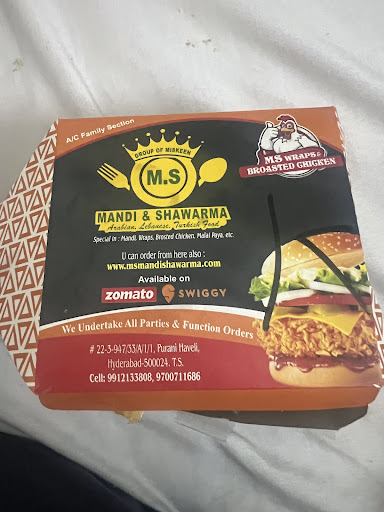 A/C Family Section
GROUP OF MISKEEN
M.S
MANDI & SHAWARMA
Arabian, Lebanese, Turkish Food
Special in : Mandi, Wraps, Brosted Chicken, Malai Paya, etc.
U can order from here also :
www.msmandishawarma.com
Available on
zomato SWIGGY
MS WRAPS &
BROASTED CHICKEN
We Undertake All Parties & Function Orders
# 22-3-947/33/A/1/1, Purani Haveli,
Hyderabad-500024. T.S.
Cell: 9912133808, 9700711686